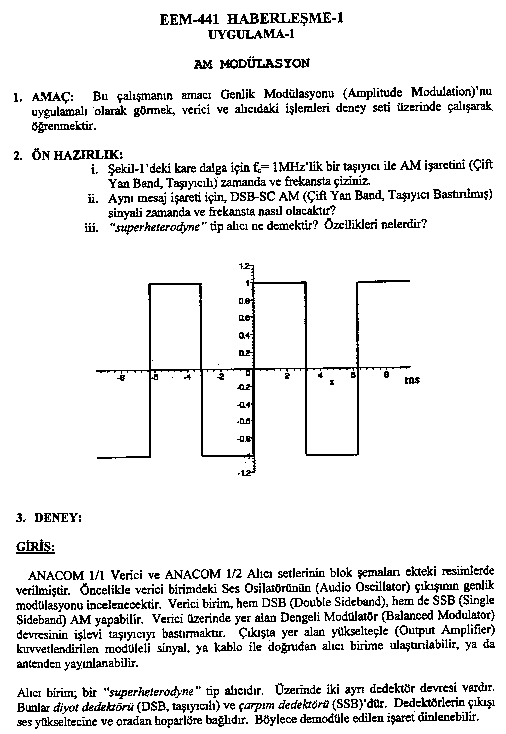 EEM-441 HABERLEŞME-1
UYGULAMA-1
AM MODÜLASYON
1. AMAÇ: Bu çalışmanın amacı Genlik Modülasyonu (Amplitude Modulation)'nu
uygulamalı olarak görmek, verici ve alıcıdaki işlemleri deney seti üzerinde çalışarak
öğrenmektir.
2. ÖN HAZIRLIK:
i. Şekil-1'deki kare dalga için fc= 1MHz'lik bir taşıyıcı ile AM işaretini (Çift
Yan Band, Taşıyıcılı) zamanda ve frekansta çiziniz.
ii. Aynı mesaj işareti için, DSB-SC AM (Çift Yan Band, Taşıyıcı Bastırılmış)
sinyali zamanda ve frekansta nasıl olacaktır?
iii. "superheterodyne" tip alıcı ne demektir? Özellikleri nelerdir?
1.2
1
0.8
0.6
0.4
0.2
-8 -6 -4 -2 0 2 4 6 8 ms
x
-0.2
-0.4
-0.6
-0.8
-1
-1.2
3. DENEY:
GİRİŞ:
ANACOM 1/1 Verici ve ANACOM 1/2 Alıcı setlerinin blok şemaları ekteki resimlerde
verilmiştir. Öncelikle verici birimdeki Ses Osilatörünün (Audio Oscillator) çıkışının genlik
modülasyonu incelenecektir. Verici birim, hem DSB (Double Sideband), hem de SSB (Single
Sideband) AM yapabilir. Verici üzerinde yer alan Dengeli Modülatör (Balanced Modulator)
devresinin işlevi taşıyıcıyı bastırmaktır. Çıkışta yer alan yükselteçle (Output Amplifier)
kuvvetlendirilen modüleli sinyal, ya kablo ile doğrudan alıcı birime ulaştırılabilir, ya da
antenden yayınlanabilir.
Alıcı birim, bir "superheterodyne" tip alıcıdır. Üzerinde iki ayrı dedektör devresi vardır.
Bunlar diyot dedektörü (DSB, taşıyıcılı) ve çarpım dedektörü (SSB)'dür. Dedektörlerin çıkışı
ses yükseltecine ve oradan hoparlöre bağlıdır. Böylece demodüle edilen işaret dinlenebilir.